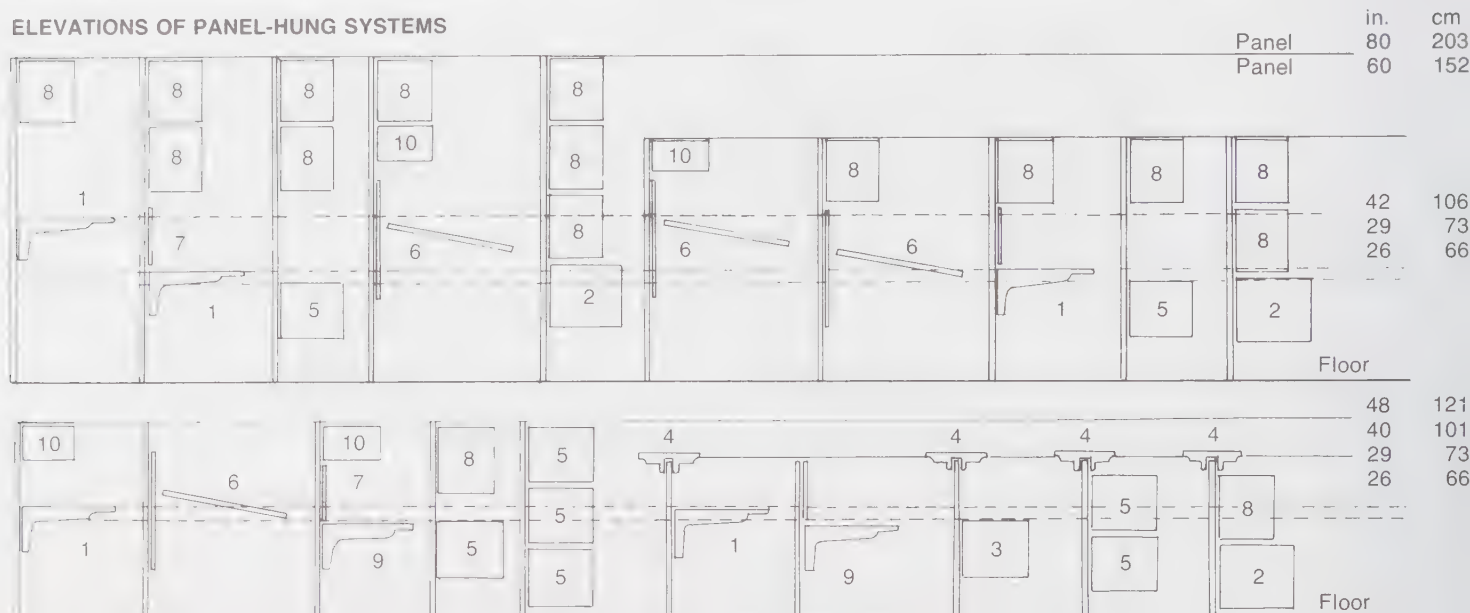 ELEVATIONS OF PANEL-HUNG SYSTEMS
in. cm
Panel 80 203
Panel 60 152
8 8 8 8 8
10
8 8 8
10 8 8 8 8
1
42 106
7 6 8 6 6 29 73
8
26 66
1 5 2 1 5 2
Floor
48 121
10 10 8 5 4 4 4 4 40 101
6 7 29 73
5 8
26 66
5
1 9 5 1 9 3
5 5 2
Floor